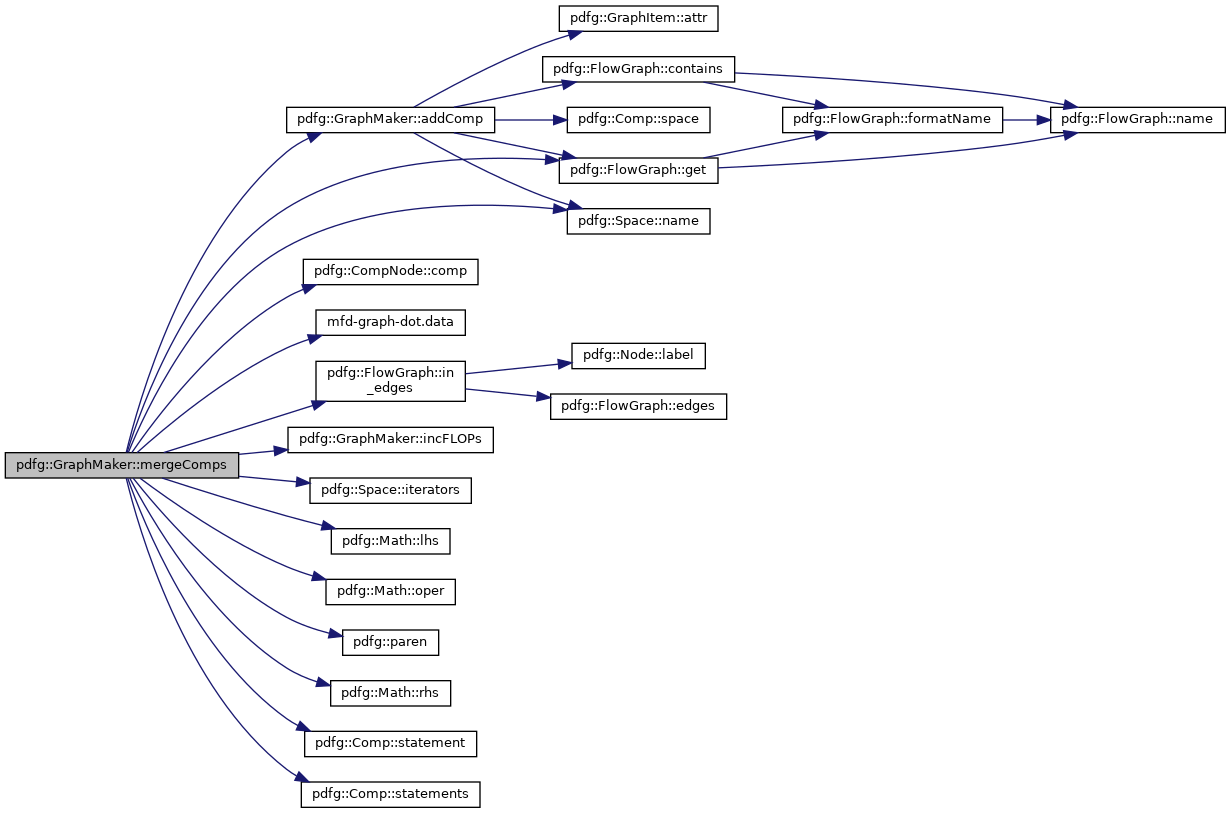 pdfg::GraphItem::attr
pdfg::FlowGraph::contains
pdfg::GraphMaker::addComp
pdfg::Comp::space
pdfg::FlowGraph::formatName
pdfg::FlowGraph::name
pdfg::FlowGraph::get
pdfg::Space::name
pdfg::CompNode::comp
mfd-graph-dot.data
pdfg::Node::label
pdfg::FlowGraph::in
_edges
pdfg::FlowGraph::edges
pdfg::GraphMaker::incFLOPs
pdfg::GraphMaker::mergeComps
pdfg::Space::iterators
pdfg::Math::lhs
pdfg::Math::oper
pdfg::paren
pdfg::Math::rhs
pdfg::Comp::statement
pdfg::Comp::statements